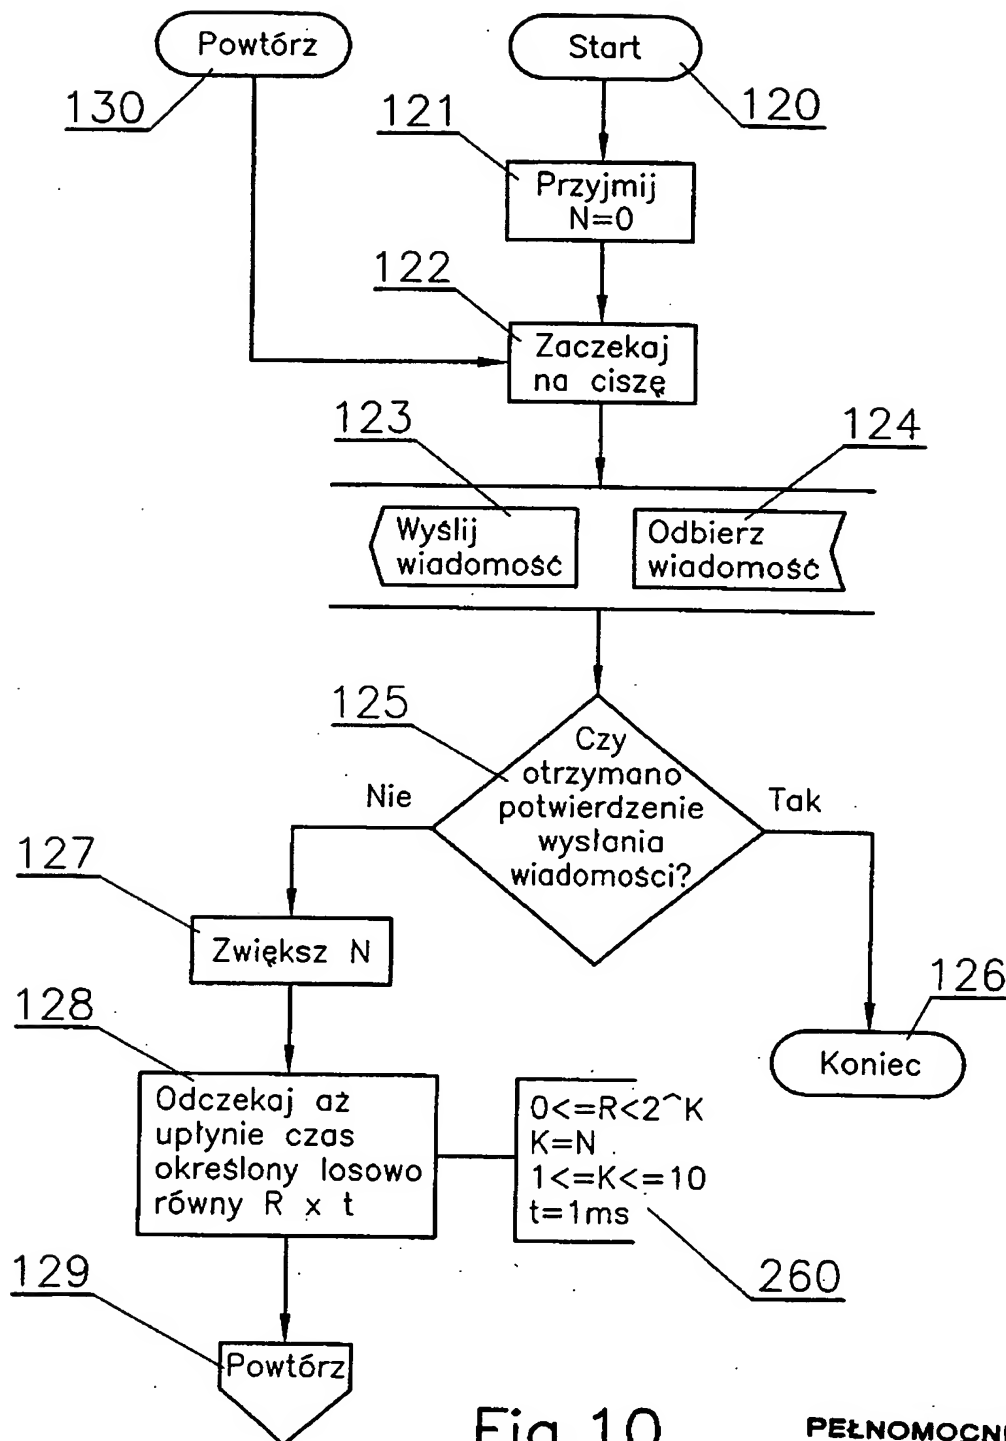 Powtórz
Start
130
121
120
Przyjmij
N=0
122
Zaczekaj
na ciszę
123
124
Wyślij
wiadomość
Odbierz
wiadomość
125
Czy
otrzymano
potwierdzenie
wysłania
wiadomości?
Nie
Tak
127
Zwiększ N
126
Koniec
128
Odczekaj aż
upłynie czas
określony losowo
równy R x t
0<=R<2^K
K=N
1<=K<=10
t=1ms
260
129
Powtórz
Fig.10